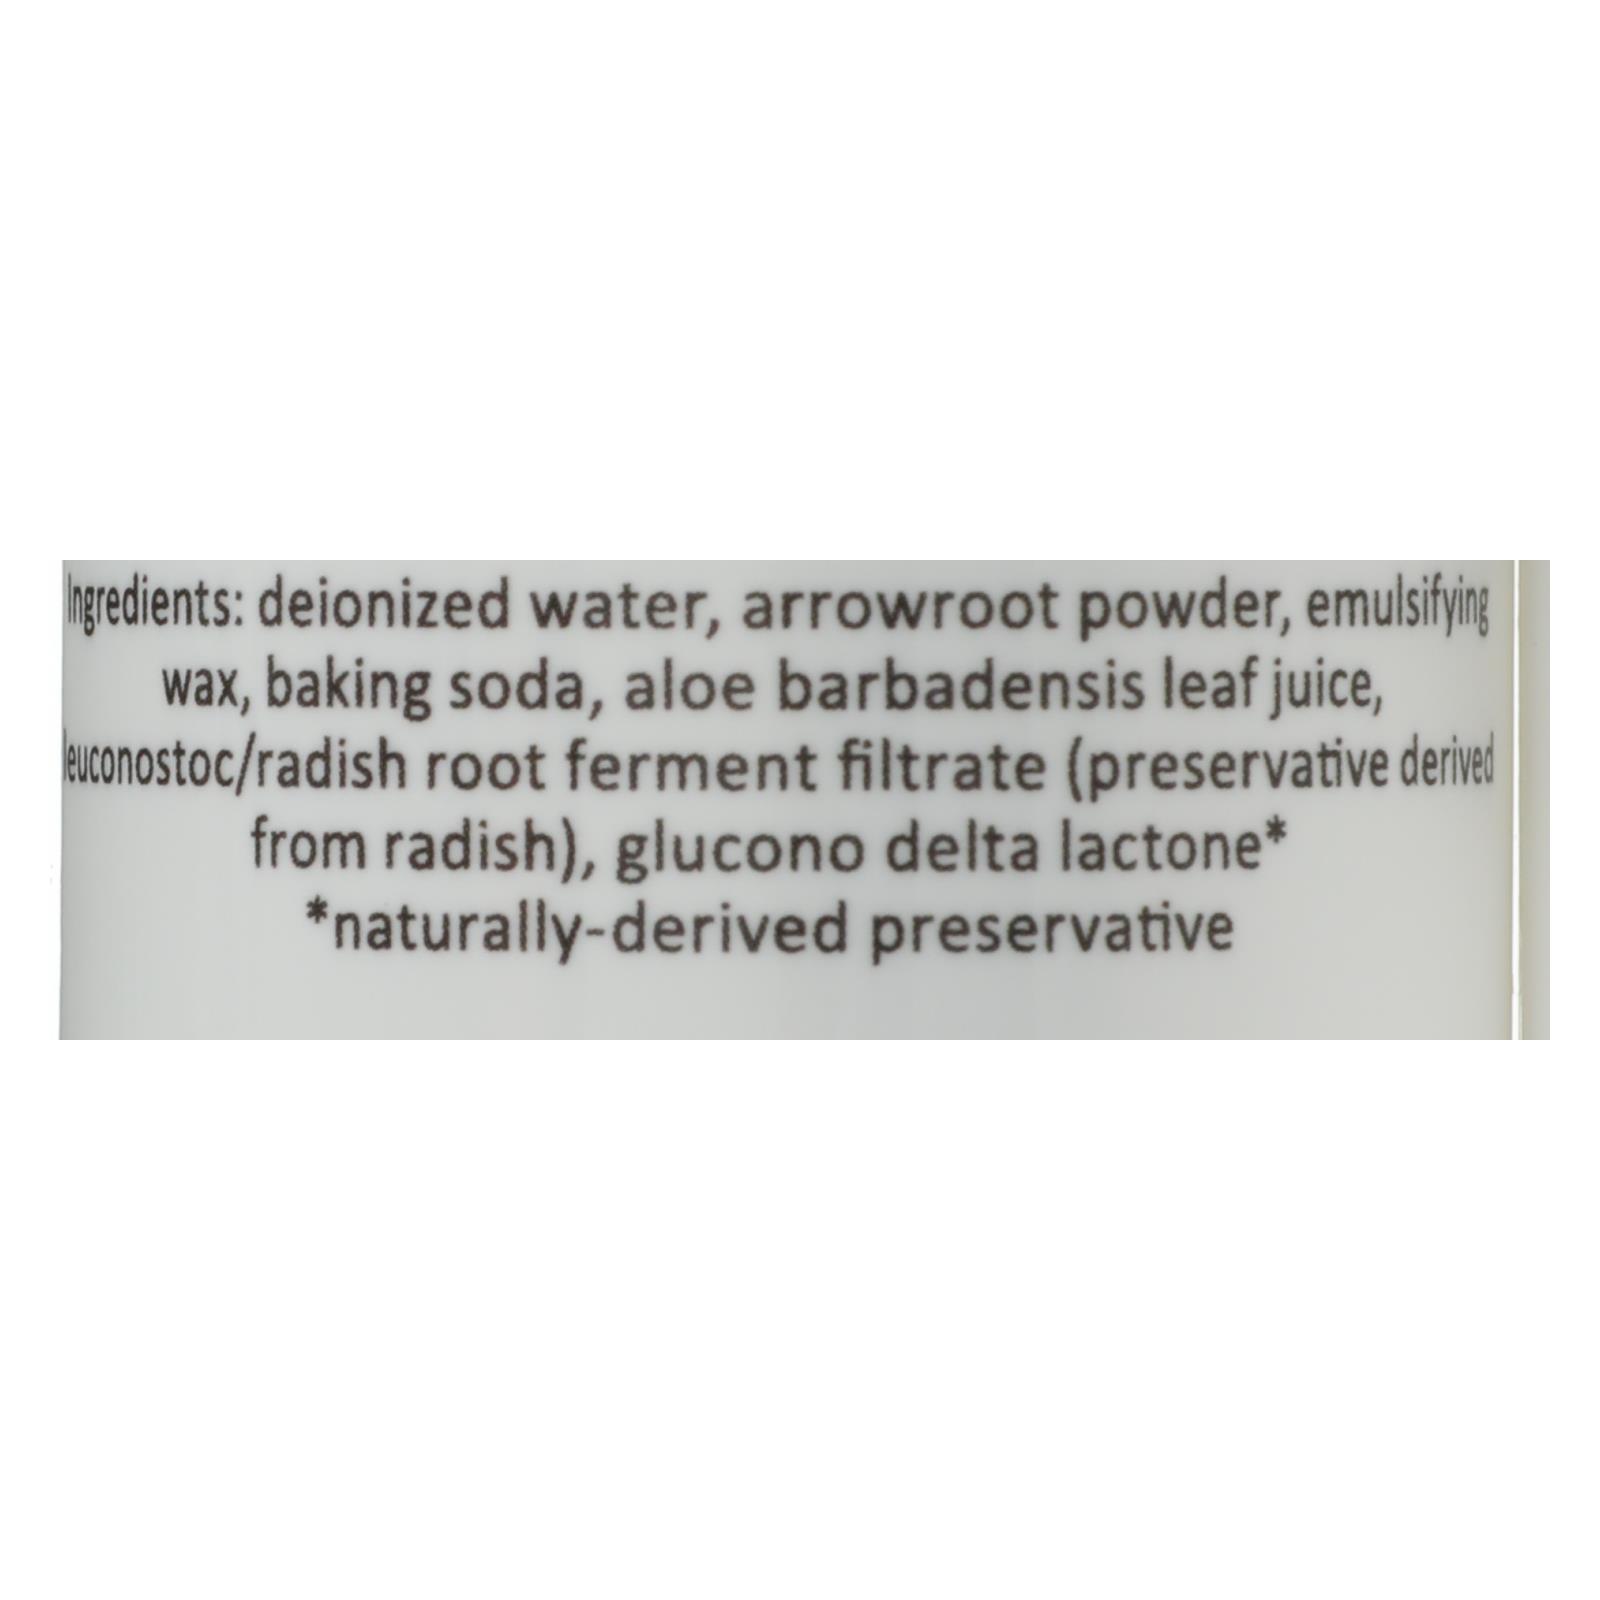 Ingredients: deionized water, arrowroot powder, emulsifying
wax, baking soda, aloe barbadensis leaf juice,
leuconostoc/radish root ferment filtrate (preservative derived
from radish), glucono delta lactone*
*naturally-derived preservative